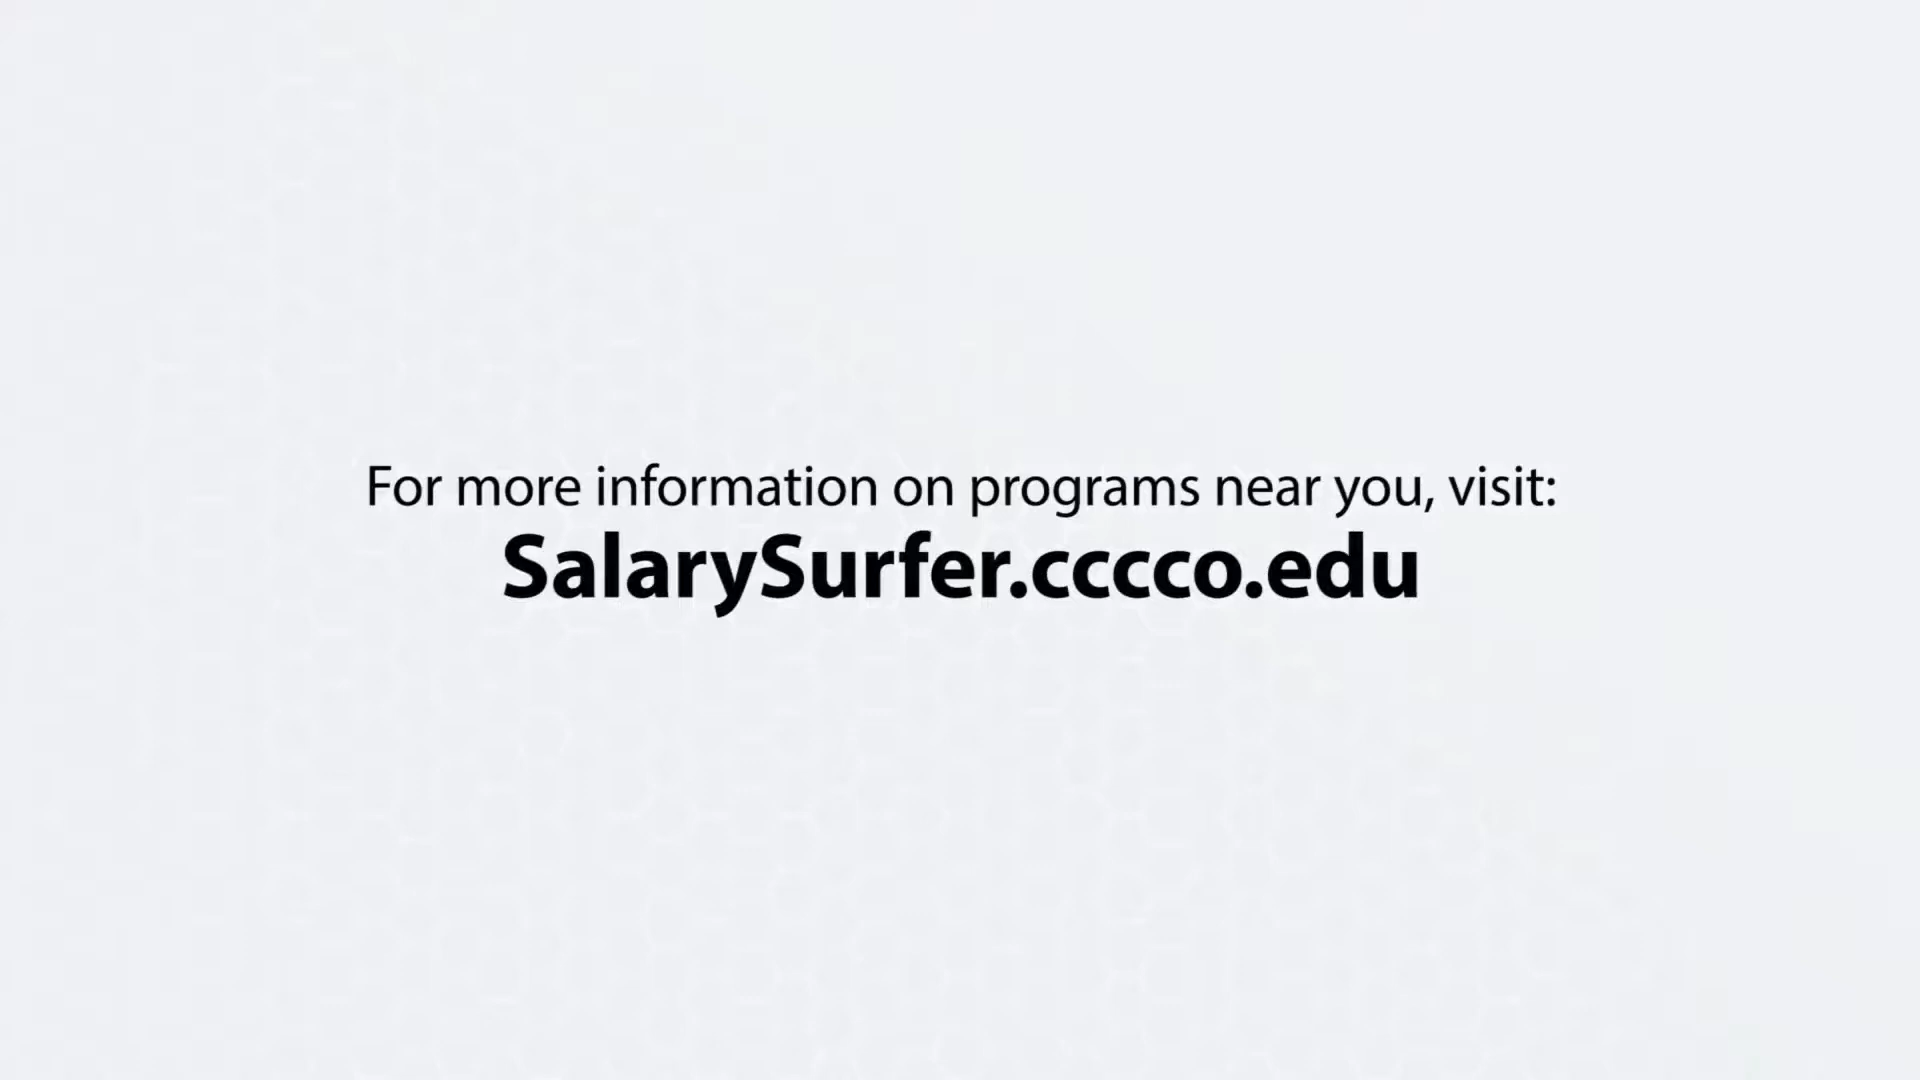 For more information on programs near you, visit:
SalarySurfer.cccco.edu